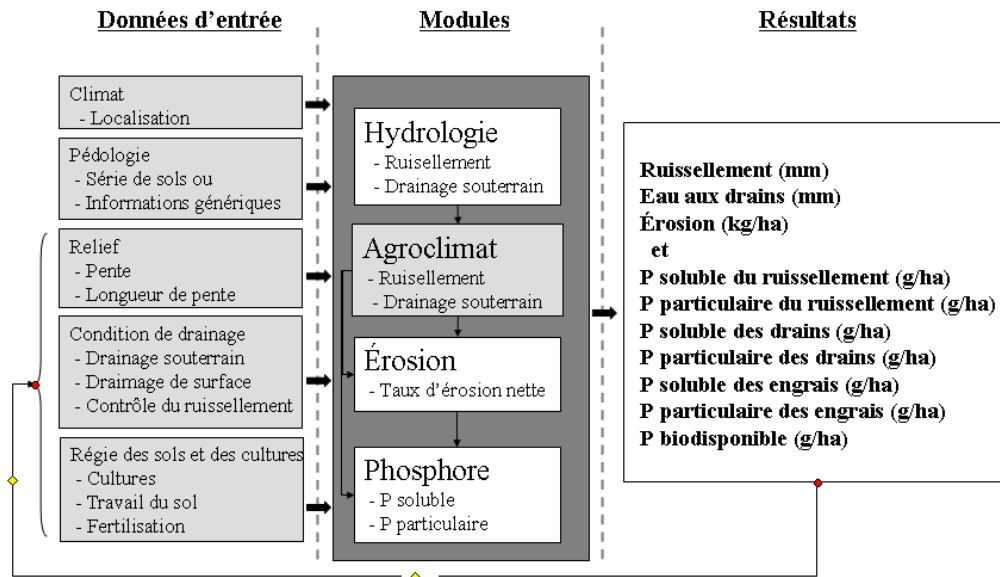 Données d'entrée
Climat
- Localisation
Pédologie
- Série de sols ou
- Informations génériques
Relief
- Pente
- Longueur de pente
Condition de drainage
- Drainage souterrain
- Draimage de surface
- Contrôle du ruissellement
Régie des sols et des cultures
- Cultures
- Travail du sol
- Fertilisation
Modules
Hydrologie
- Ruisellement
- Drainage souterrain
Agroclimat
- Ruisellement
- Drainage souterrain
Érosion
- Taux d'érosion nette
Phosphore
- P soluble
- P particulaire
Résultats
Ruissellement (mm)
Eau aux drains (mm)
Érosion (kg/ha)
et
P soluble du ruissellement (g/ha)
P particulaire du ruissellement (g/ha)
P soluble des drains (g/ha)
P particulaire des drains (g/ha)
P soluble des engrais (g/ha)
P particulaire des engrais (g/ha)
P biodisponible (g/ha)